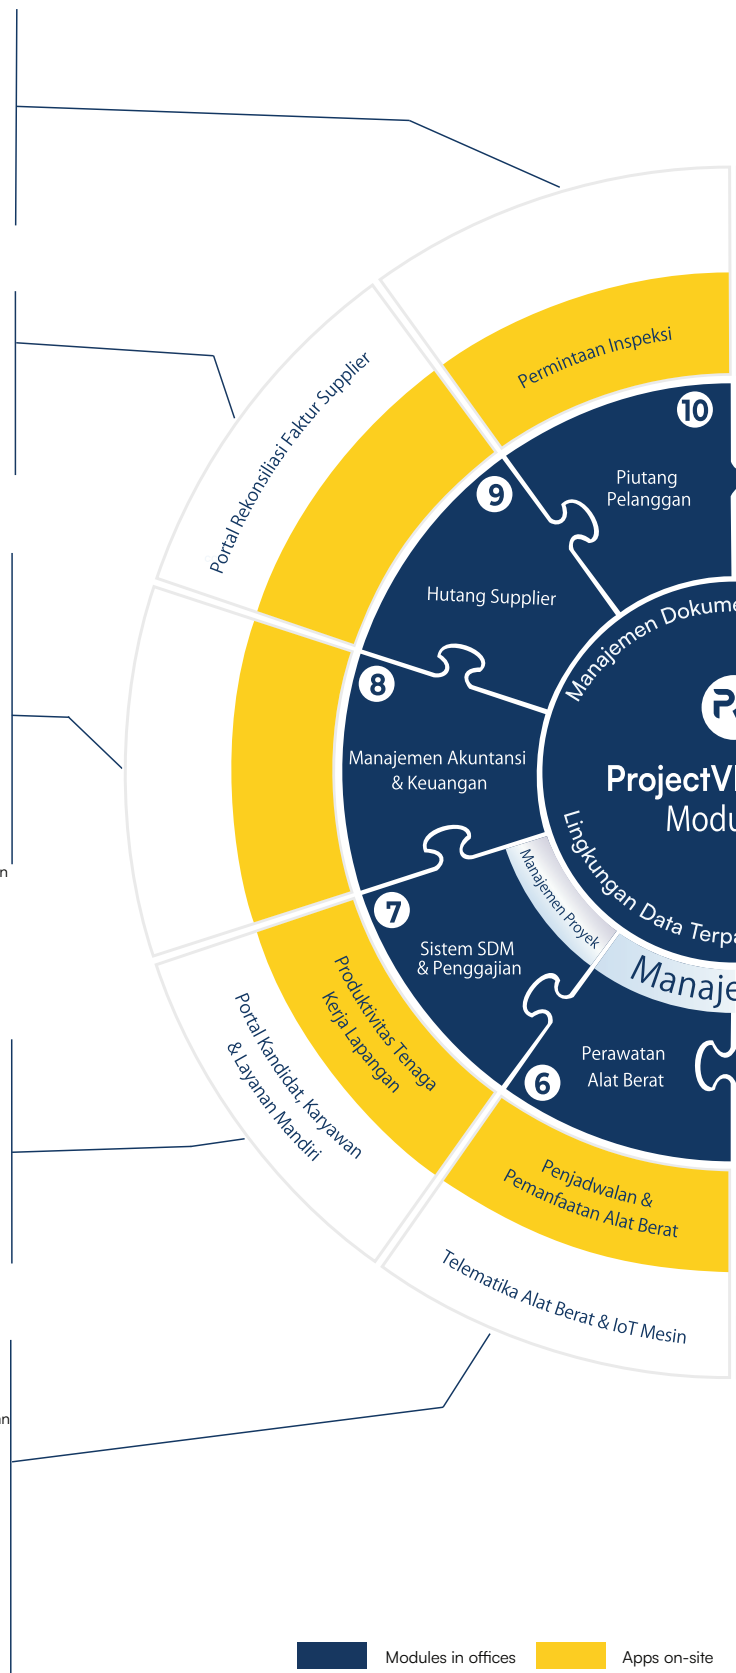 Permintaan Inspeksi
10
Piutang
Pelanggan
Portal Rekonsiliasi Faktur Supplier
9
Hutang Supplier
8
Manajemen Akuntansi
& Keuangan
Manajemen Dokume
ProjectVI
Modu
Lingkungan Data Terpa
Manajemen Proyek
Manaje
7
Sistem SDM
& Penggajian
Produktivitas Tenaga
Kerja Lapangan
Portal Kandidat, Karyawan
& Layanan Mandiri
6
Perawatan
Alat Berat
Penjadwalan &
Pemanfaatan Alat Berat
Telematika Alat Berat & IoT Mesin
n
an
Modules in offices
Apps on-site